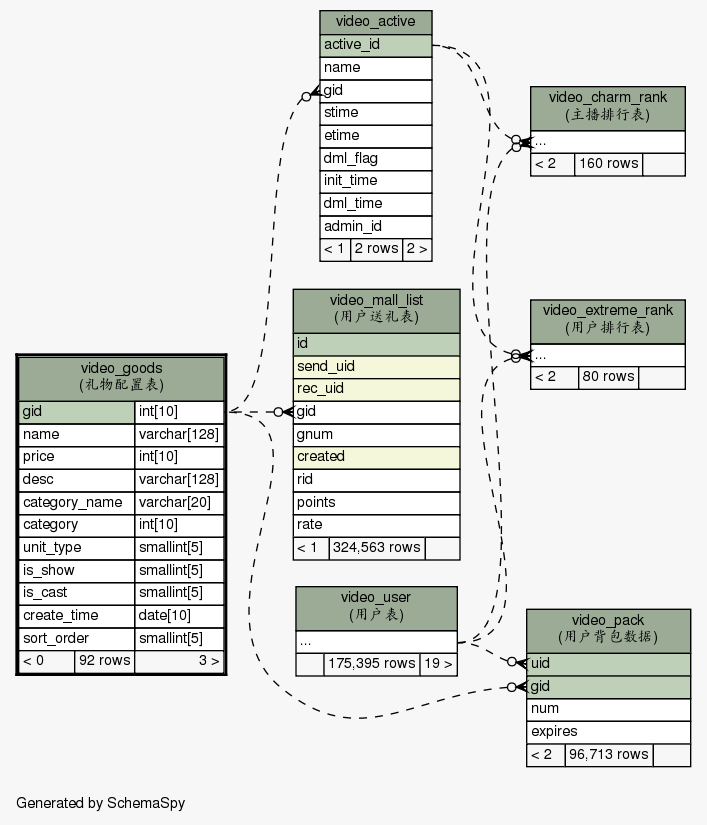 video_active
active_id
name
gid
stime
etime
dml_flag
init_time
dml_time
admin_id
< 1 2 rows 2 >
video_charm_rank
(主播排行表)
...
< 2 160 rows
video_mall_list
(用户送礼表)
id
send_uid
rec_uid
gid
gnum
created
rid
points
rate
< 1 324,563 rows
video_extreme_rank
(用户排行表)
...
< 2 80 rows
video_goods
(礼物配置表)
gid int[10]
name varchar[128]
price int[10]
desc varchar[128]
category_name varchar[20]
category int[10]
unit_type smallint[5]
is_show smallint[5]
is_cast smallint[5]
create_time date[10]
sort_order smallint[5]
< 0 92 rows 3 >
video_user
(用户表)
...
175,395 rows 19 >
video_pack
(用户背包数据)
uid
gid
num
expires
< 2 96,713 rows
Generated by SchemaSpy